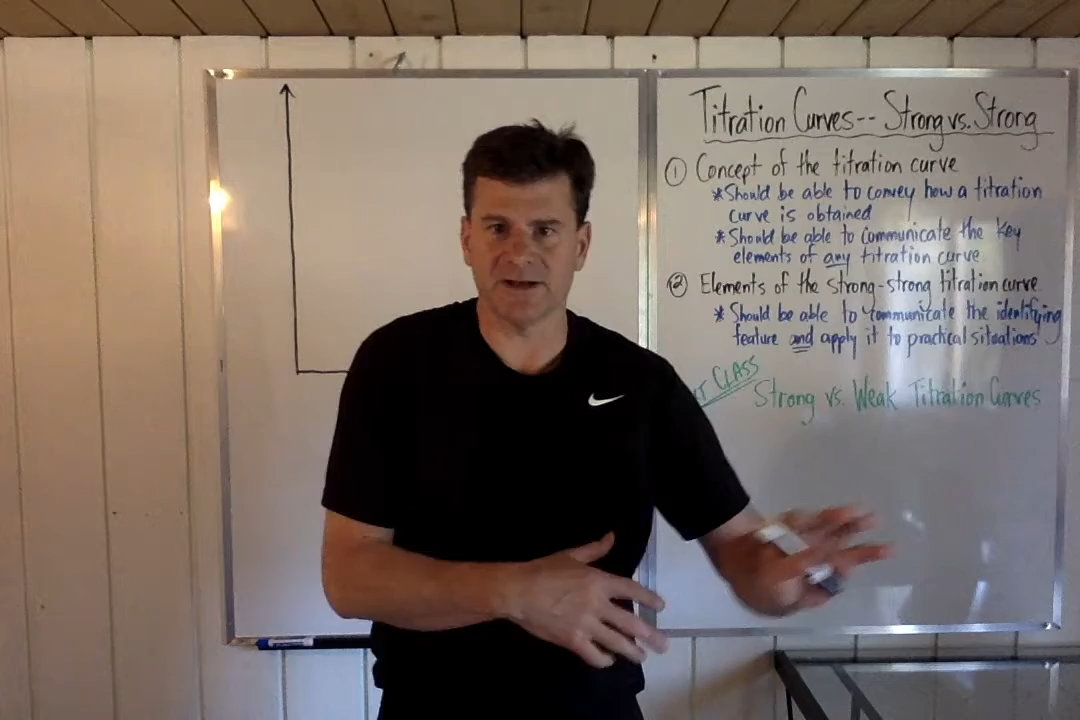 Titration Curves-- Strong vs. Strong
① Concept of the titration curve
*Should be able to convey how a titration
curve is obtained
*Should be able to communicate the key
elements of any titration curve
② Elements of the strong-strong titration curve
*Should be able to communicate the identifying
feature and apply it to practical situations
CLASS
Strong vs. Weak Titration Curves